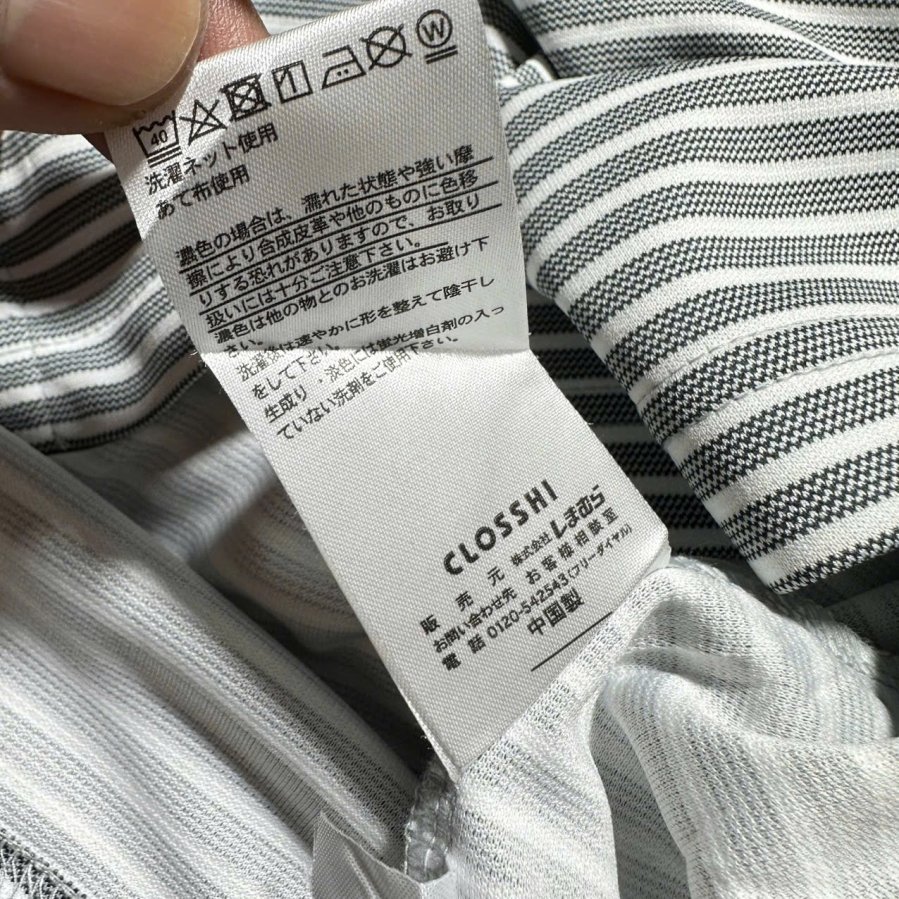 40
W
洗濯ネット使用
あて布使用
濃色の場合は、濡れた状態や強い摩
擦により合成皮革や他のものに色移
りする恐れがありますので、お取り
扱いには十分ご注意下さい。
濃色は他の物とのお洗濯はお避け下
さい。
洗濯後は速やかに形を整えて陰干し
をして下さい。
生成り・淡色には蛍光増白剤の入っ
ていない洗剤をご使用下さい。
CLOSSHI
販売元 株式会社しまむら
お問い合わせ先 お客様相談室
電話 0120-542543(フリーダイヤル)
中国製